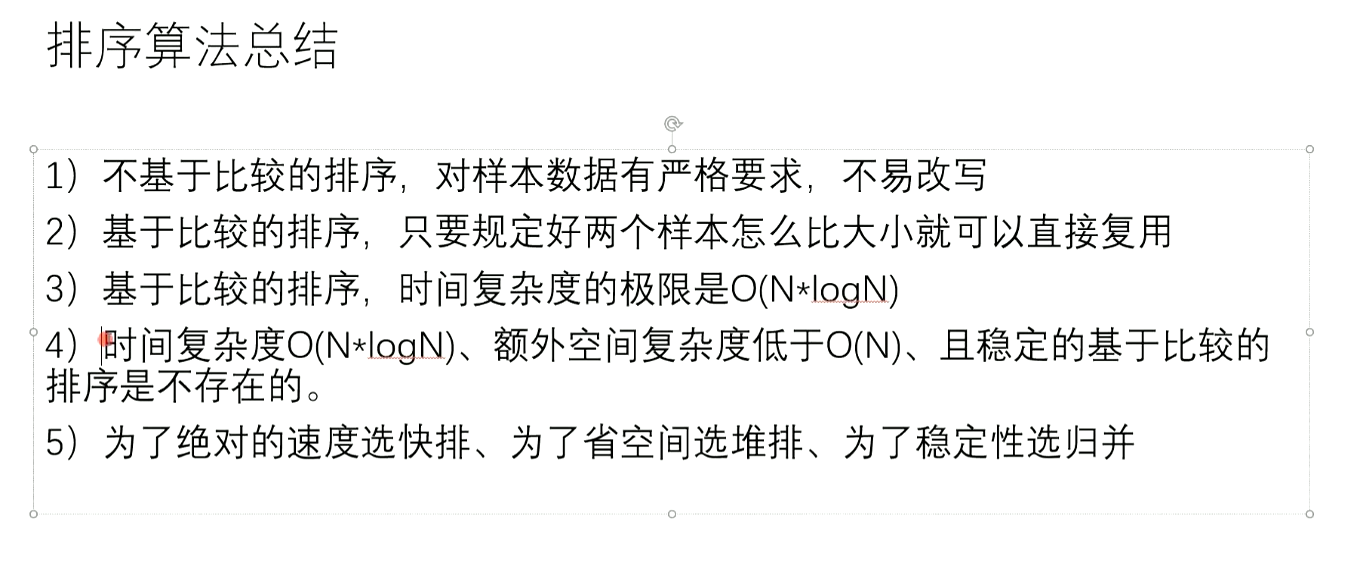 排序算法总结
1）不基于比较的排序，对样本数据有严格要求，不易改写
2）基于比较的排序，只要规定好两个样本怎么比大小就可以直接复用
3）基于比较的排序，时间复杂度的极限是O(N*logN)
4）时间复杂度O(N*logN)、额外空间复杂度低于O(N)、且稳定的基于比较的
排序是不存在的。
5）为了绝对的速度选快排、为了省空间选堆排、为了稳定性选归并